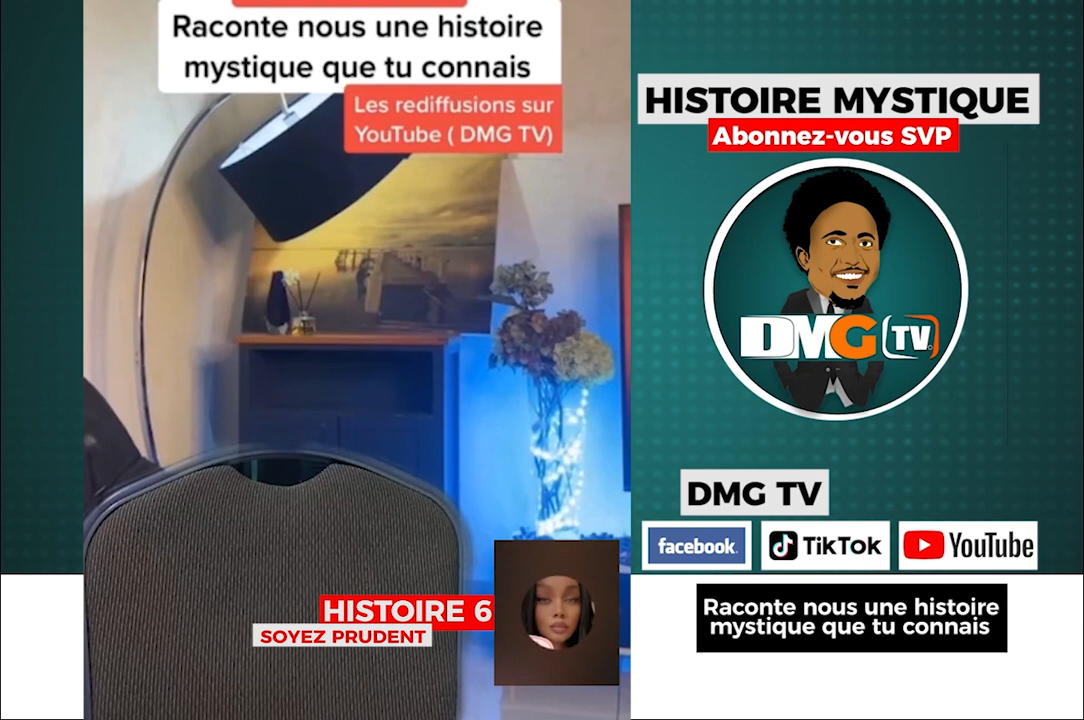 Raconte nous une histoire
mystique que tu connais
Les rediffusions sur
YouTube ( DMG TV)
HISTOIRE 6
SOYEZ PRUDENT
HISTOIRE MYSTIQUE
Abonnez-vous SVP
DMG TV
DMG TV
facebook
TikTok
YouTube
Raconte nous une histoire
mystique que tu connais